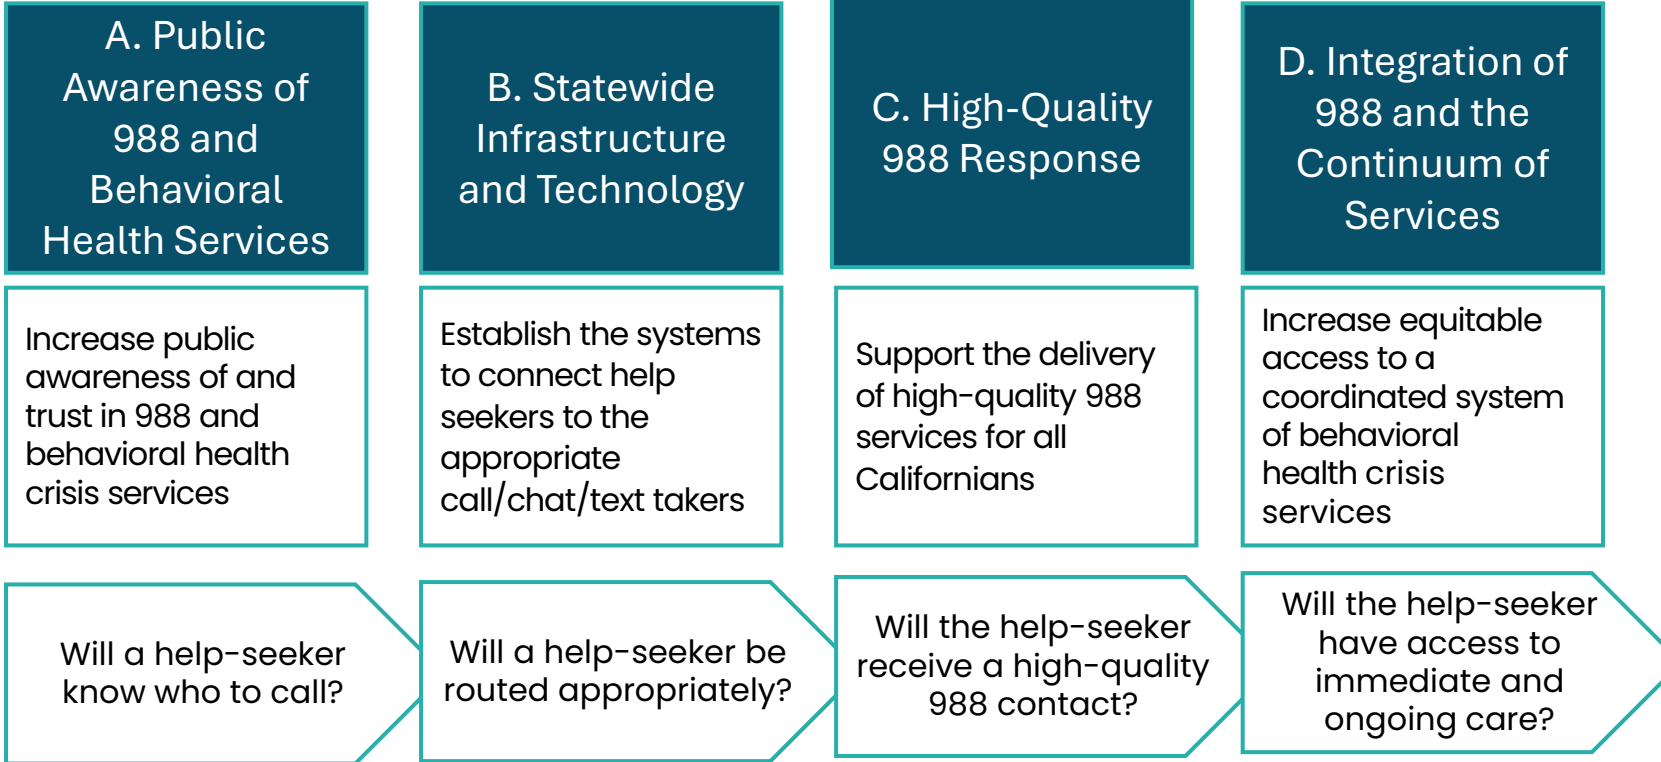 A. Public
Awareness of
988 and
Behavioral
Health Services
B. Statewide
Infrastructure
and Technology
C. High-Quality
988 Response
D. Integration of
988 and the
Continuum of
Services
Increase public
awareness of and
trust in 988 and
behavioral health
crisis services
Establish the systems
to connect help
seekers to the
appropriate
call/chat/text takers
Support the delivery
of high-quality 988
services for all
Californians
Increase equitable
access to a
coordinated system
of behavioral
health crisis
services
Will a help-seeker
know who to call?
Will a help-seeker be
routed appropriately?
Will the help-seeker
receive a high-quality
988 contact?
Will the help-seeker
have access to
immediate and
ongoing care?